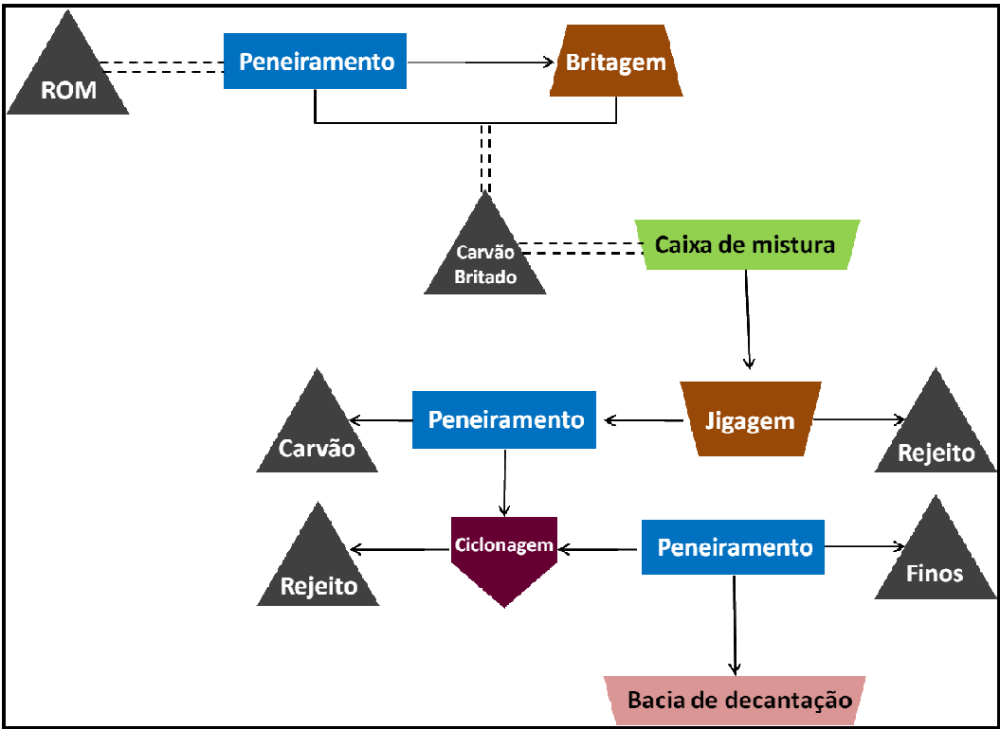 ROM
Peneiramento
Britagem
Carvão
Britado
Caixa de mistura
Carvão
Peneiramento
Jigagem
Rejeito
Rejeito
Ciclonagem
Peneiramento
Finos
Bacia de decantação